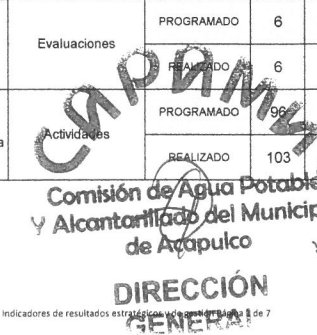 PROGRAMADO 6
Evaluaciones
REALIZADO 6
CAPAMA
PROGRAMADO 96
a Actividades
REALIZADO 103
Comisión de Agua Potable
y Alcantarillado del Municip
de Acapulco
DIRECCIÓN
Indicadores de resultados estratégicos y de gestión Página 1 de 7
GENERAL